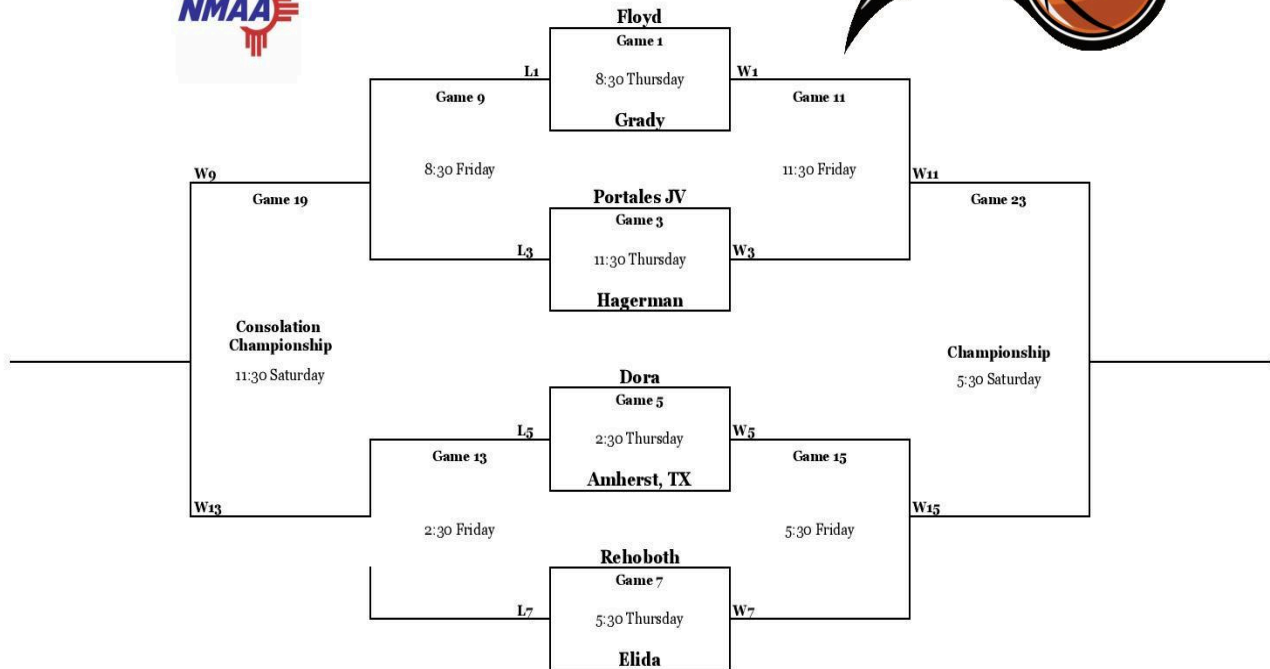 NMAA
Floyd
Game 1
L1
8:30 Thursday
W1
Game 9
Game 11
Grady
W9
8:30 Friday
11:30 Friday
W11
Game 19
Portales JV
Game 23
Game 3
L3
11:30 Thursday
W3
Hagerman
Consolation
Championship
11:30 Saturday
Championship
5:30 Saturday
Dora
Game 5
L5
2:30 Thursday
W5
Game 13
Game 15
Amherst, TX
W13
2:30 Friday
5:30 Friday
W15
Rehoboth
Game 7
L7
5:30 Thursday
W7
Elida